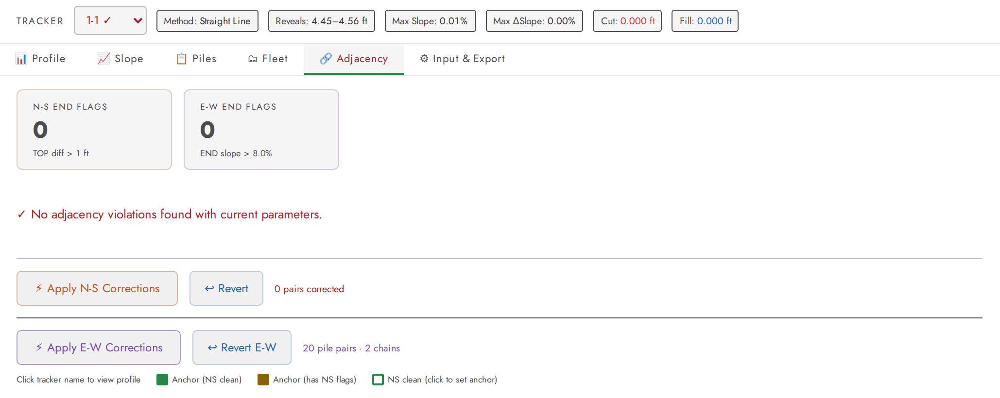 TRACKER 1-1 ✓ Method: Straight Line Reveals: 4.45–4.56 ft Max Slope: 0.01% Max ΔSlope: 0.00% Cut: 0.000 ft Fill: 0.000 ft
📊 Profile 📈 Slope 📋 Piles 🗂 Fleet 🔗 Adjacency ⚙ Input & Export
N-S END FLAGS
0
TOP diff > 1 ft
E-W END FLAGS
0
END slope > 8.0%
✓ No adjacency violations found with current parameters.
⚡ Apply N-S Corrections ↩ Revert 0 pairs corrected
⚡ Apply E-W Corrections ↩ Revert E-W 20 pile pairs · 2 chains
Click tracker name to view profile Anchor (NS clean) Anchor (has NS flags) NS clean (click to set anchor)